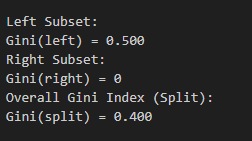 Left Subset:
Gini(left) = 0.500
Right Subset:
Gini(right) = 0
Overall Gini Index (Split):
Gini(split) = 0.400